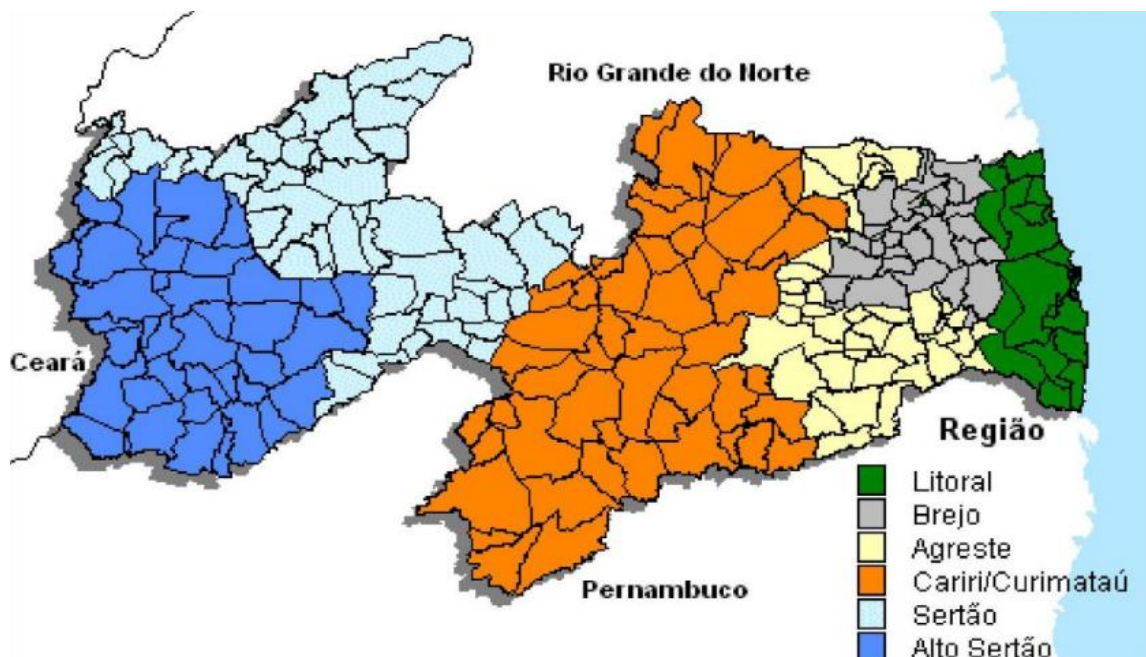 Rio Grande do Norte
Ceará
Pernambuco
Região
Litoral
Brejo
Agreste
Cariri/Curimataú
Sertão
Alto Sertão